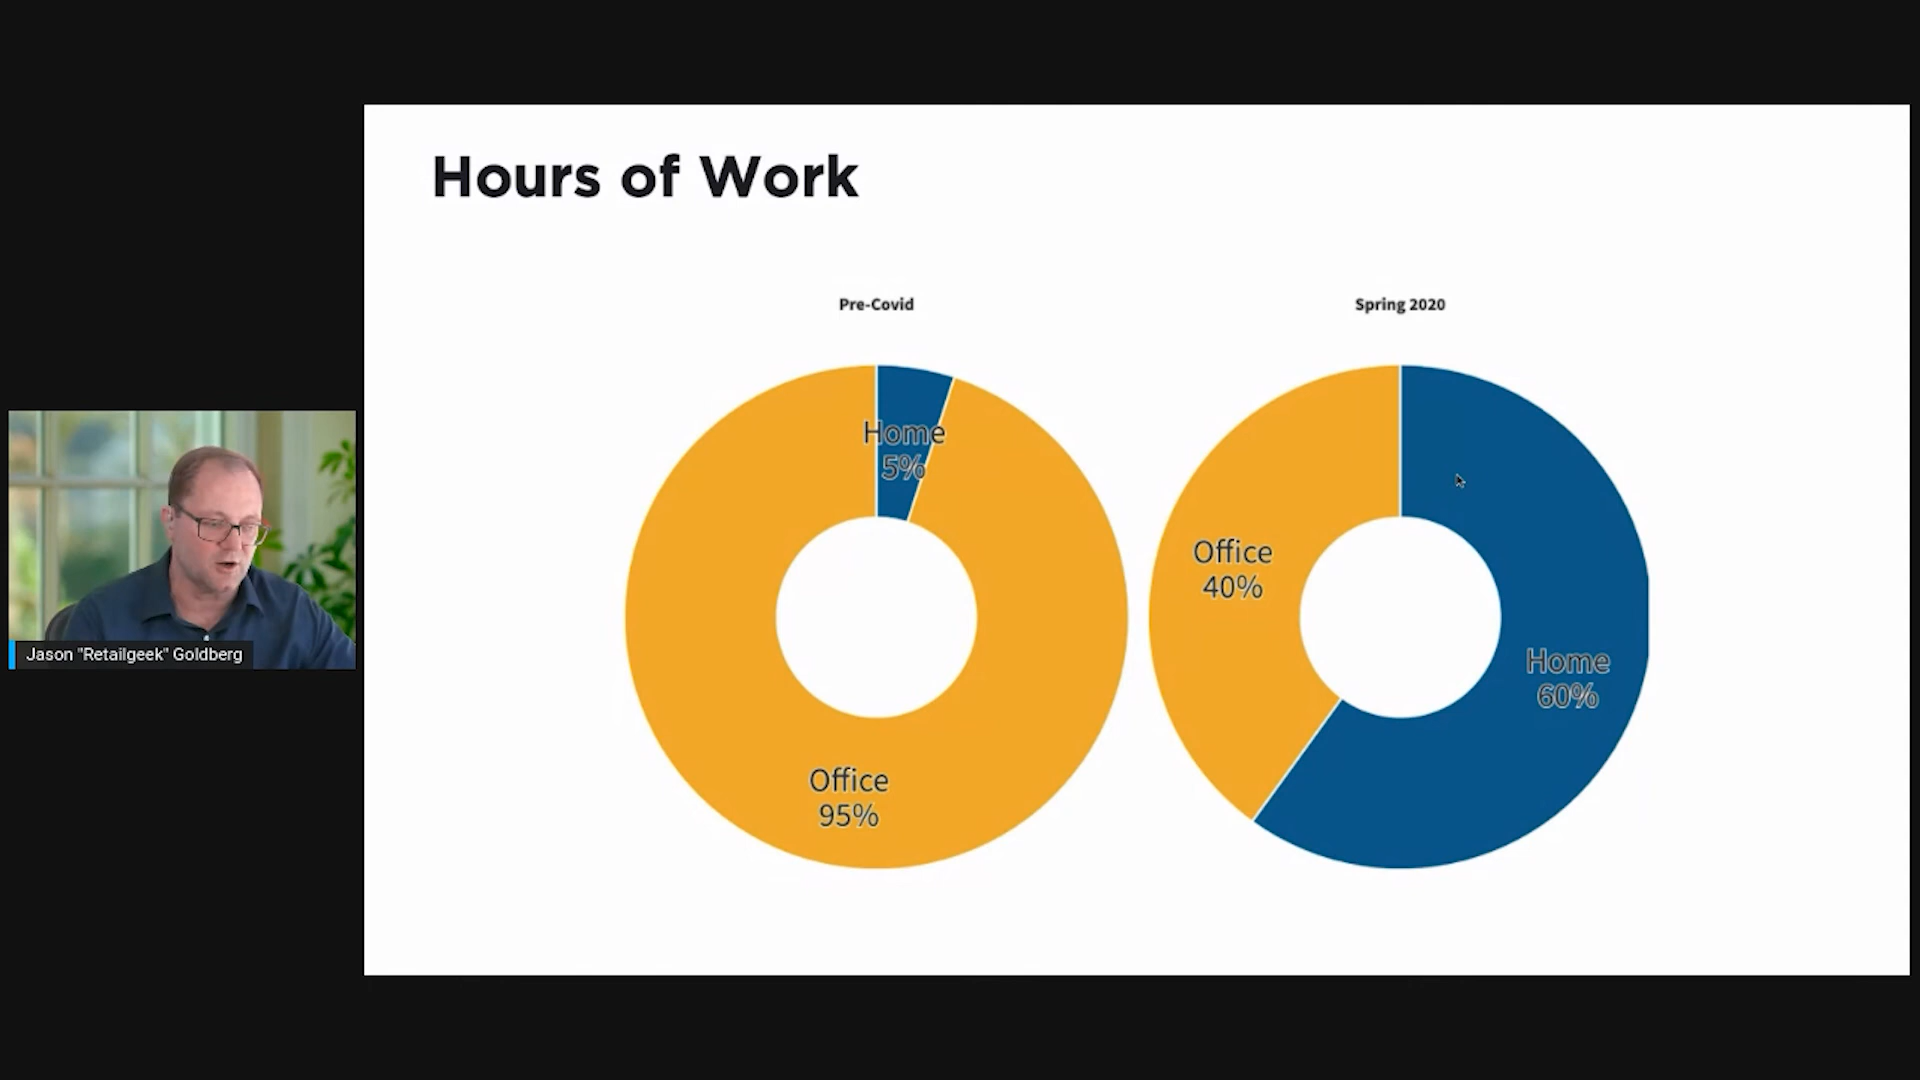 Hours of Work
Pre-Covid
Home
5%
Office
95%
Spring 2020
Office
40%
Home
60%
Jason "Retailgeek" Goldberg